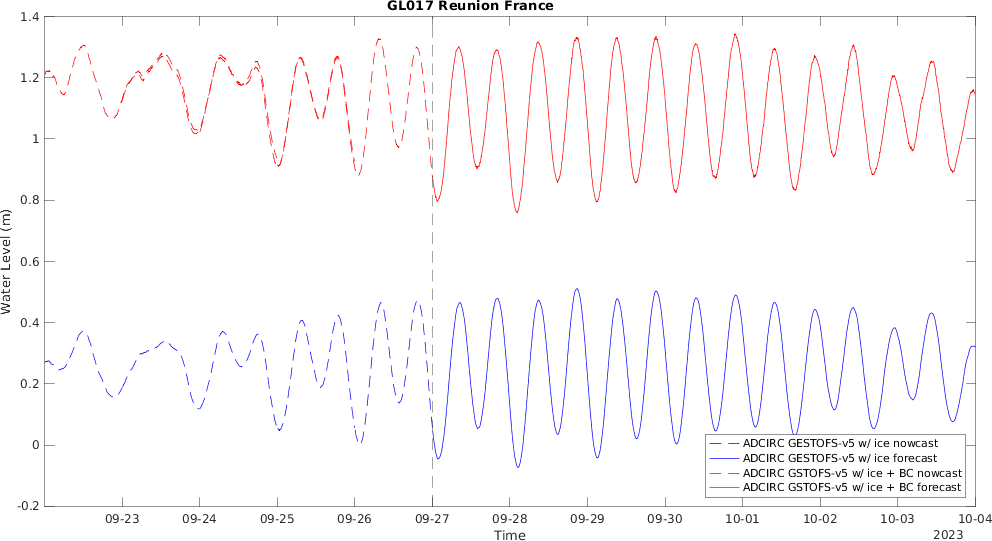 GL017 Reunion France
1.4
1.2
1
0.8
0.6
0.4
0.2
0
-0.2
Water Level (m)
ADCIRC GESTOFS-v5 w/ ice nowcast
ADCIRC GESTOFS-v5 w/ ice forecast
ADCIRC GSTOFS-v5 w/ ice + BC nowcast
ADCIRC GSTOFS-v5 w/ ice + BC forecast
09-23 09-24 09-25 09-26 09-27 09-28 09-29 09-30 10-01 10-02 10-03 10-04
Time
2023